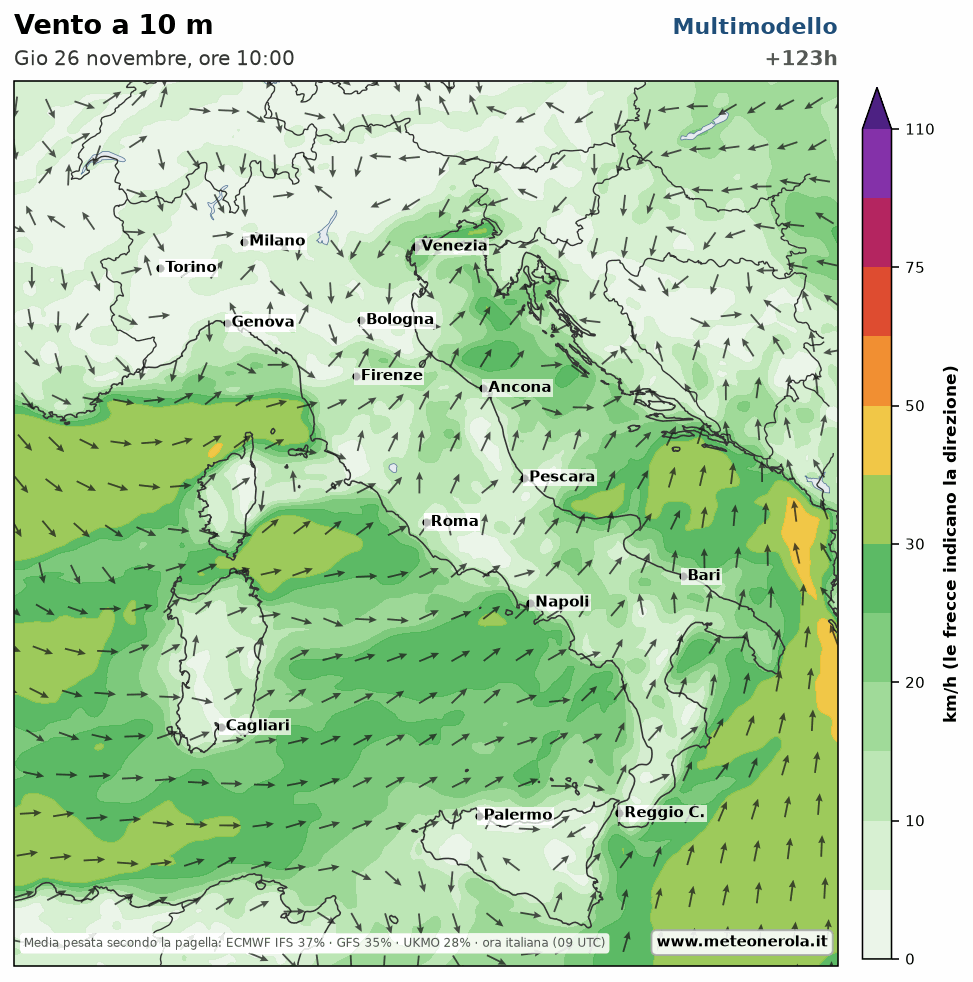 Vento a 10 m
Multimodello
Gio 26 novembre, ore 10:00
+123h
110
75
50
30
20
10
0
km/h (le frecce indicano la direzione)
Milano
Venezia
Torino
Genova
Bologna
Firenze
Ancona
Pescara
Roma
Bari
Napoli
Cagliari
Palermo
Reggio C.
Media pesata secondo la pagella: ECMWF IFS 37% · GFS 35% · UKMO 28% · ora italiana (09 UTC)
www.meteonerola.it